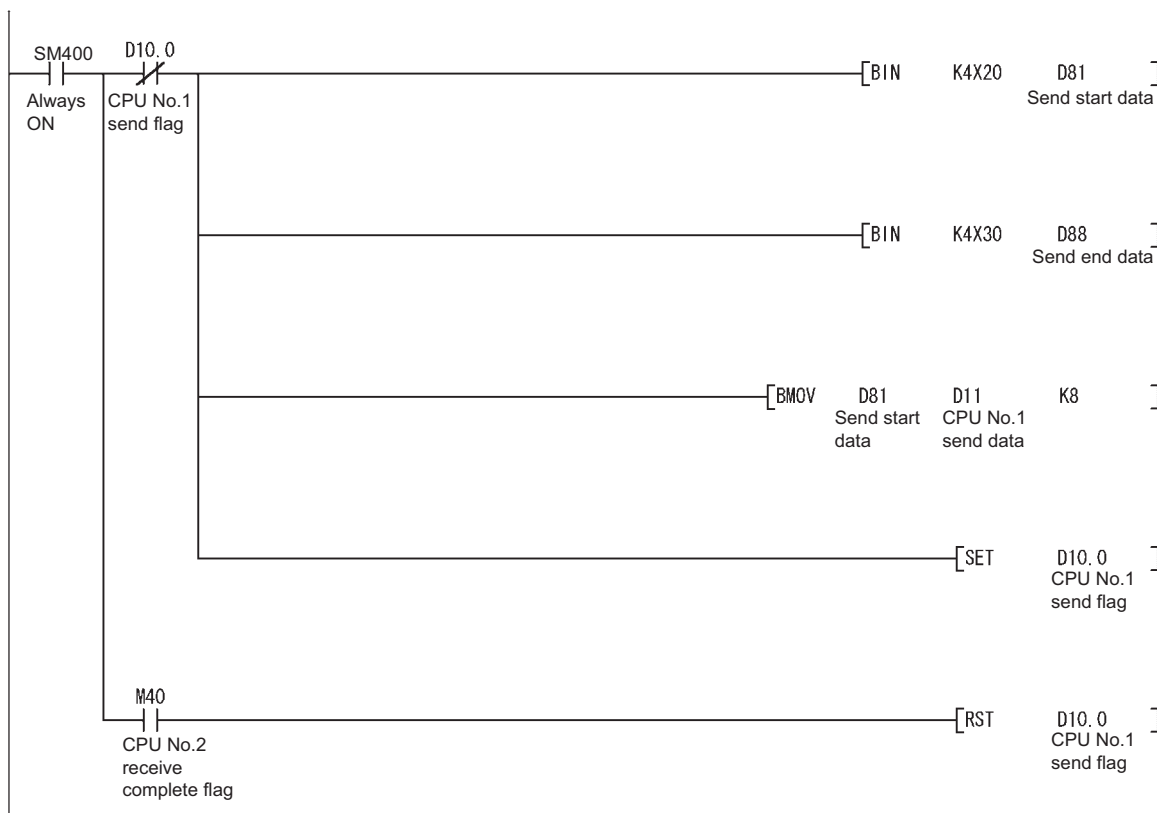 SM400 D10.0
[BIN K4X20 D81 ]
Always ON
CPU No.1 send flag
Send start data
[BIN K4X30 D88 ]
Send end data
[BMOV D81 D11 K8 ]
Send start data
CPU No.1 send data
[SET D10.0 ]
CPU No.1
send flag
M40
[RST D10.0 ]
CPU No.2
receive
complete flag
CPU No.1
send flag